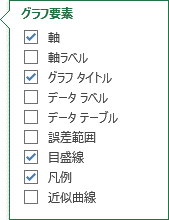 グラフ要素
軸
軸ラベル
グラフ タイトル
データ ラベル
データ テーブル
誤差範囲
目盛線
凡例
近似曲線